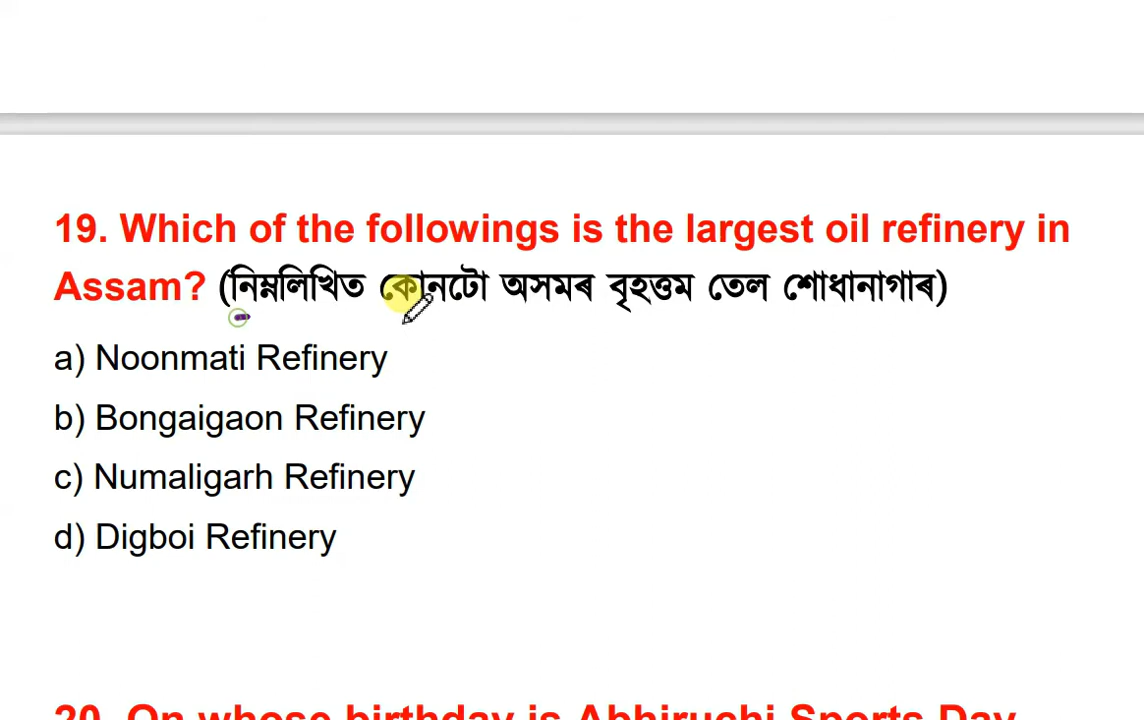 19. Which of the followings is the largest oil refinery in
Assam? (নিম্নলিখিত কোনটো অসমৰ বৃহত্তম তেল শোধানাগাৰ)
a) Noonmati Refinery
b) Bongaigaon Refinery
c) Numaligarh Refinery
d) Digboi Refinery
20. On whose birthday is Abhiruchi Sports Day